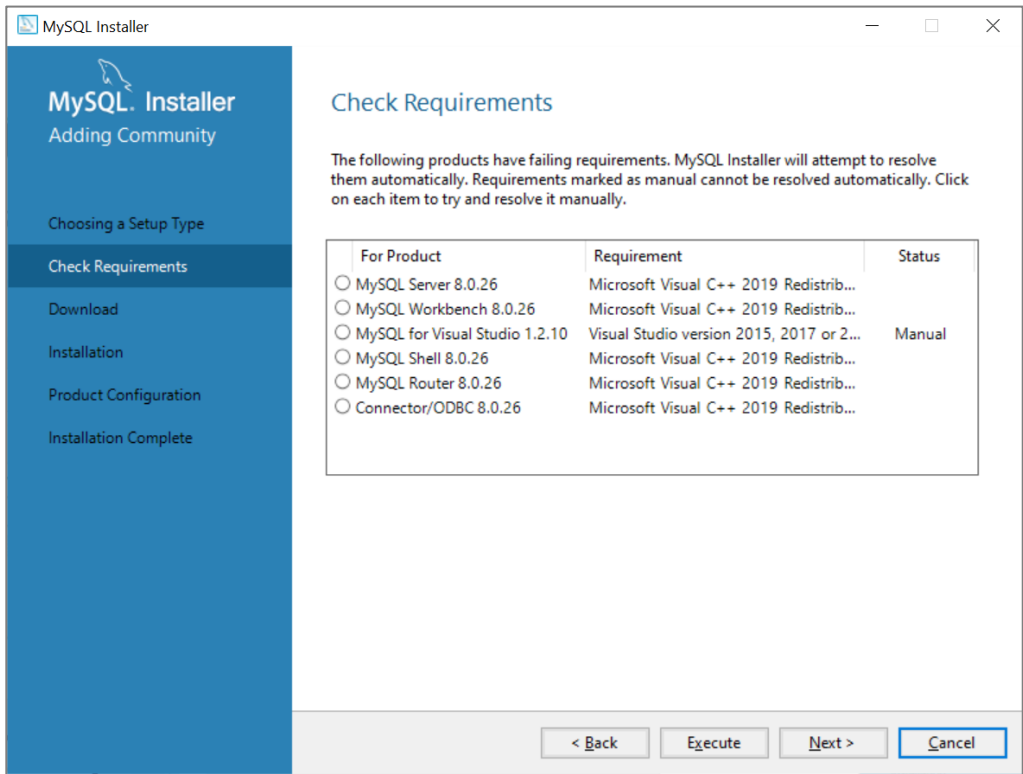 MySQL Installer
MySQL. Installer
Adding Community
Choosing a Setup Type
Check Requirements
Download
Installation
Product Configuration
Installation Complete
Check Requirements
The following products have failing requirements. MySQL Installer will attempt to resolve
them automatically. Requirements marked as manual cannot be resolved automatically. Click
on each item to try and resolve it manually.
For Product Requirement Status
MySQL Server 8.0.26 Microsoft Visual C++ 2019 Redistrib...
MySQL Workbench 8.0.26 Microsoft Visual C++ 2019 Redistrib...
MySQL for Visual Studio 1.2.10 Visual Studio version 2015, 2017 or 2... Manual
MySQL Shell 8.0.26 Microsoft Visual C++ 2019 Redistrib...
MySQL Router 8.0.26 Microsoft Visual C++ 2019 Redistrib...
Connector/ODBC 8.0.26 Microsoft Visual C++ 2019 Redistrib...
< Back Execute Next > Cancel